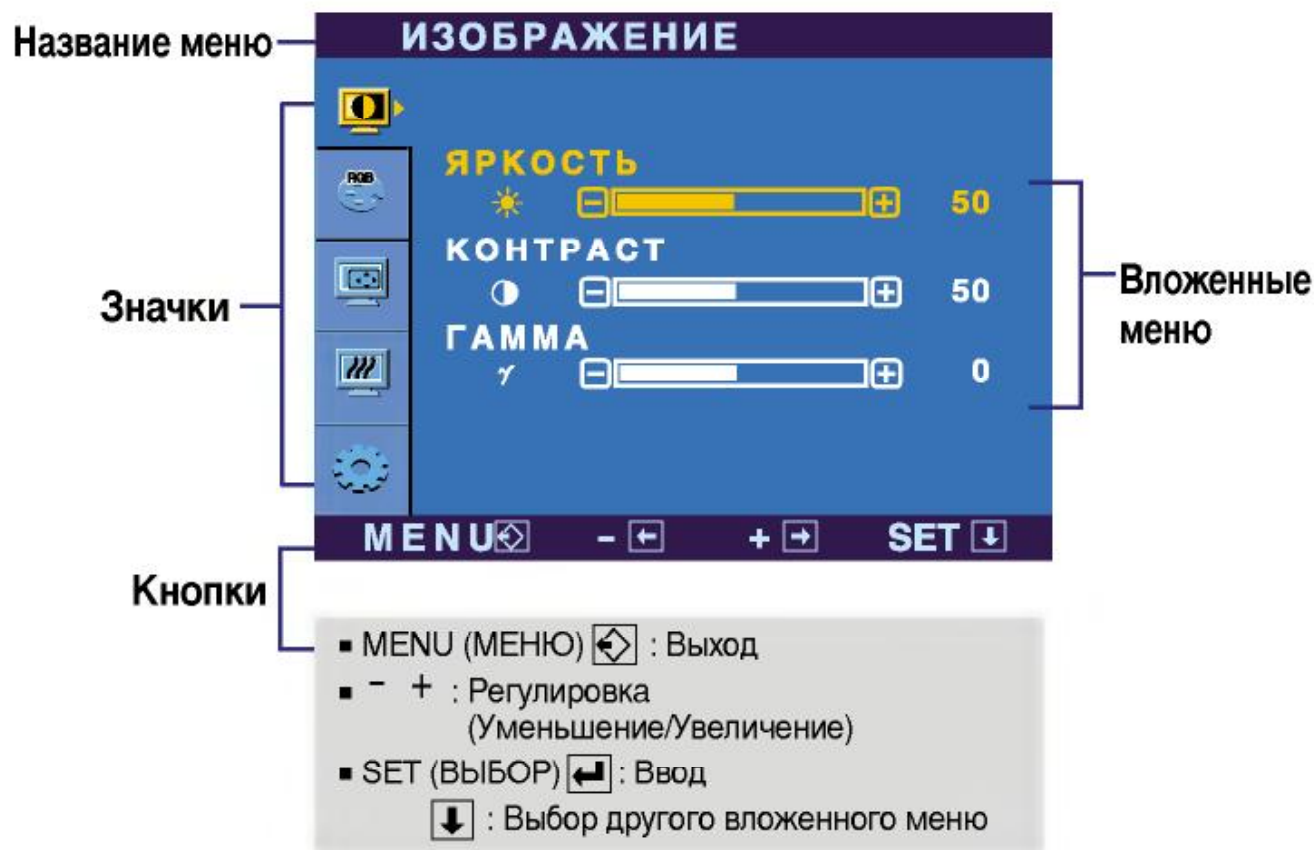 Название меню
ИЗОБРАЖЕНИЕ
RGB
ЯРКОСТЬ
50
КОНТРАСТ
50
ГАММА
γ 0
Значки
Вложенные
меню
MENU - ← + → SET ↓
Кнопки
▪ MENU (МЕНЮ) : Выход
▪ - + : Регулировка
(Уменьшение/Увеличение)
▪ SET (ВЫБОР) ↵ : Ввод
↓ : Выбор другого вложенного меню